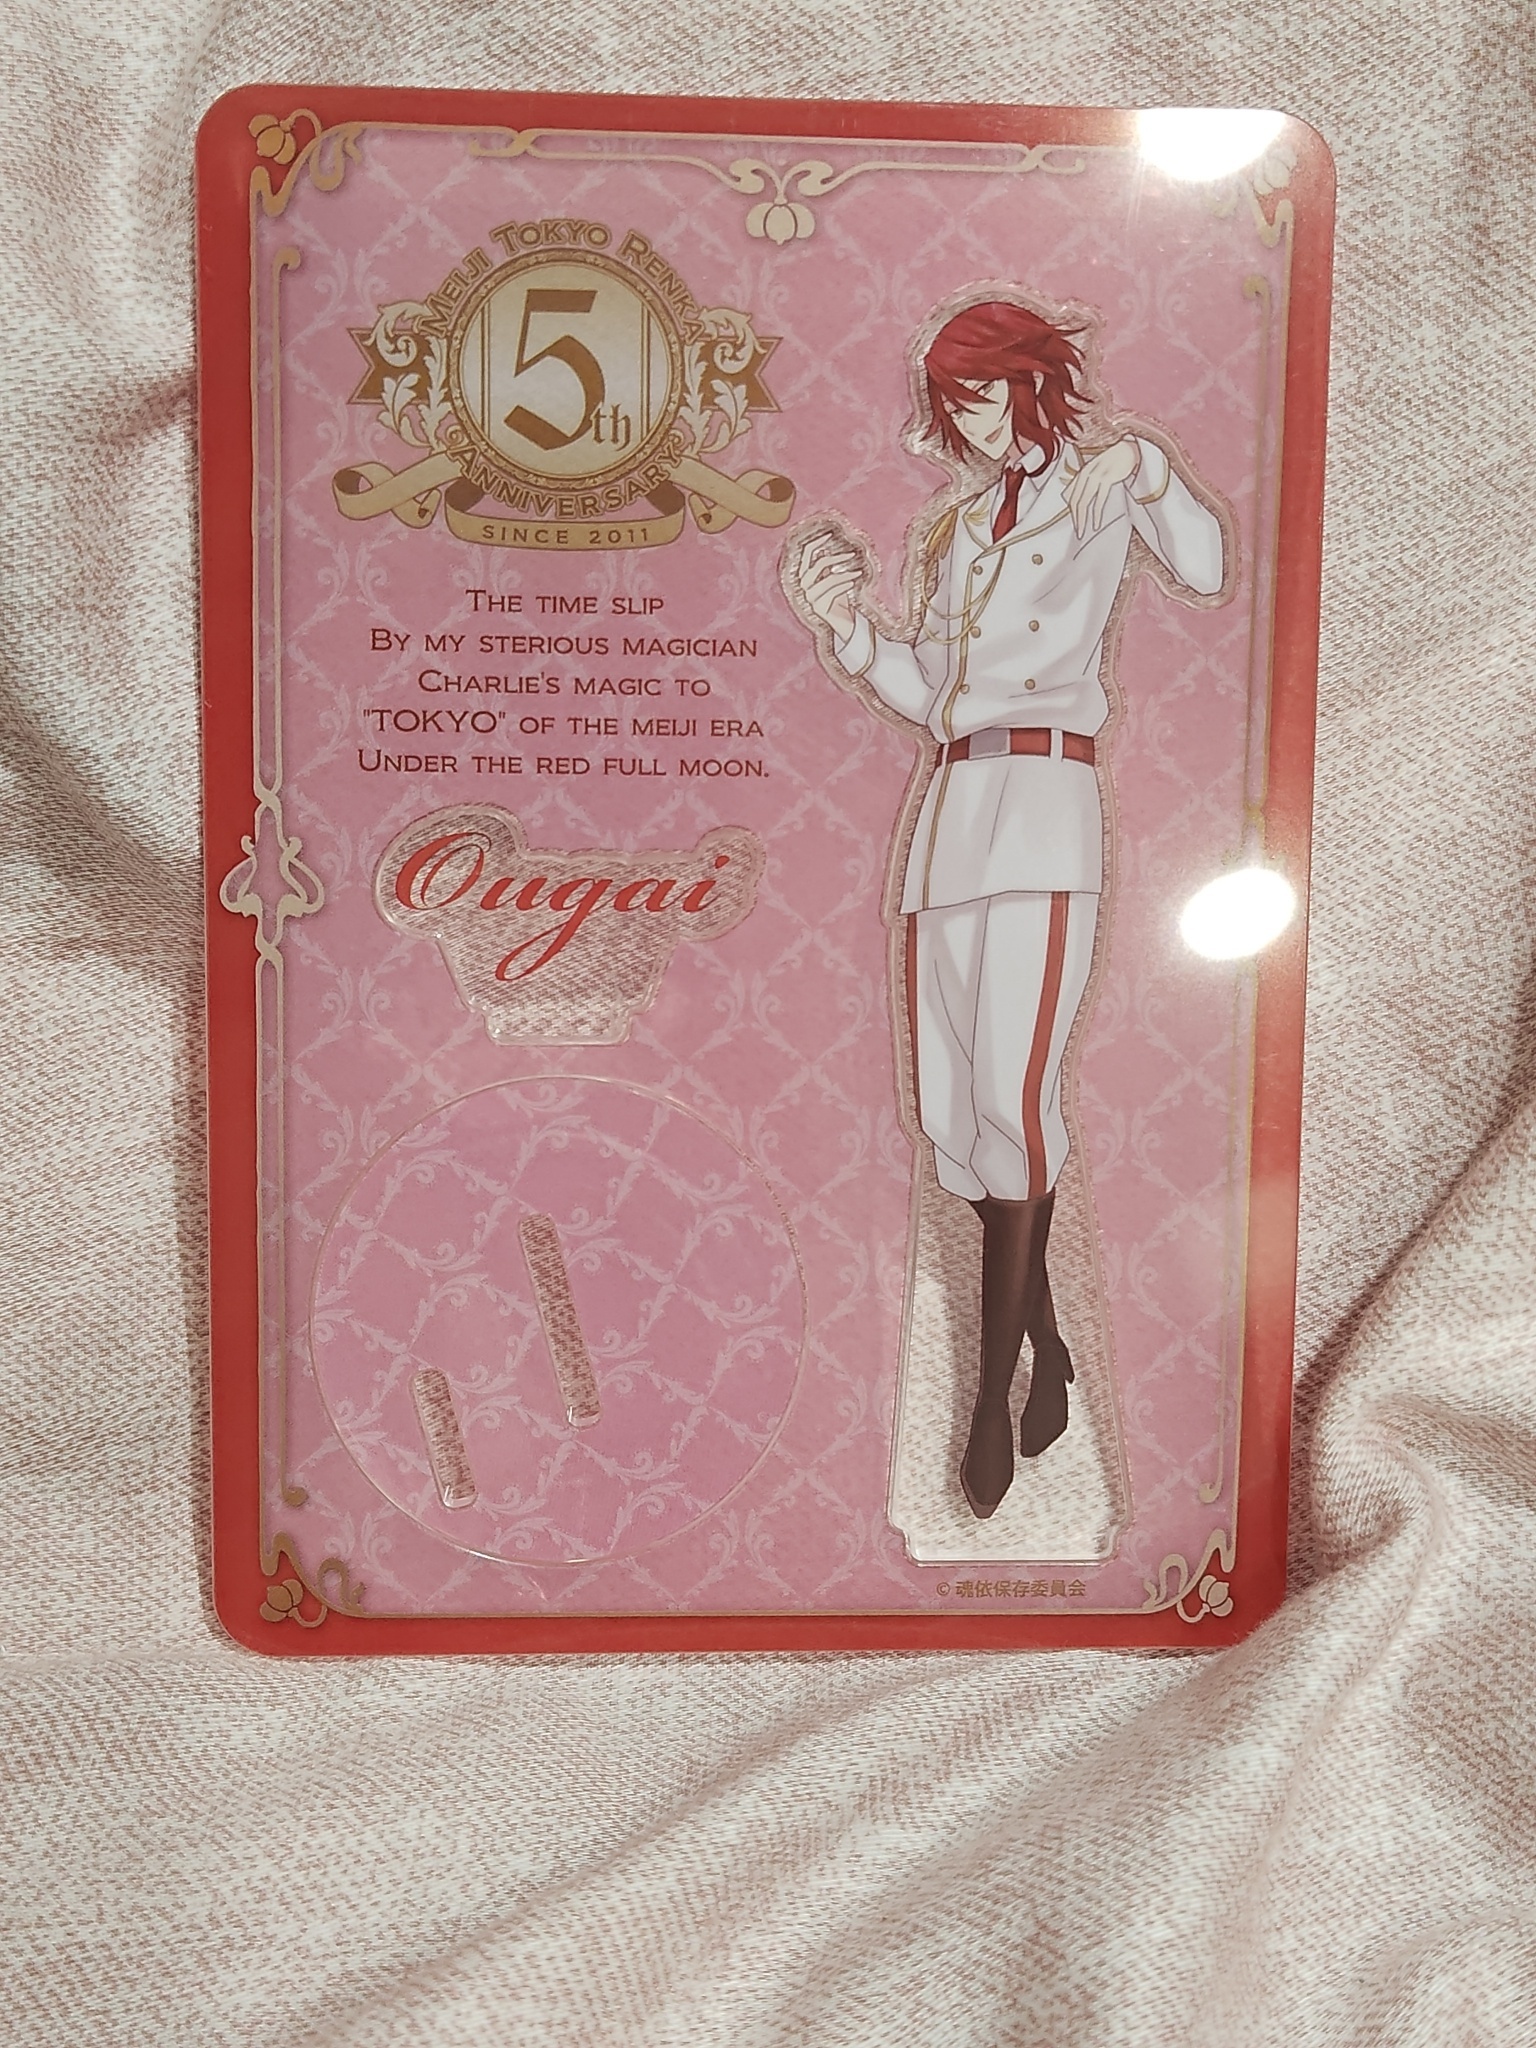 MEIJI TOKYO RENKA
5th
ANNIVERSARY
SINCE 2011
THE TIME SLIP
BY MY STERIOUS MAGICIAN
CHARLIE'S MAGIC TO
"TOKYO" OF THE MEIJI ERA
UNDER THE RED FULL MOON.
Ougai
© 魂依保存委員会